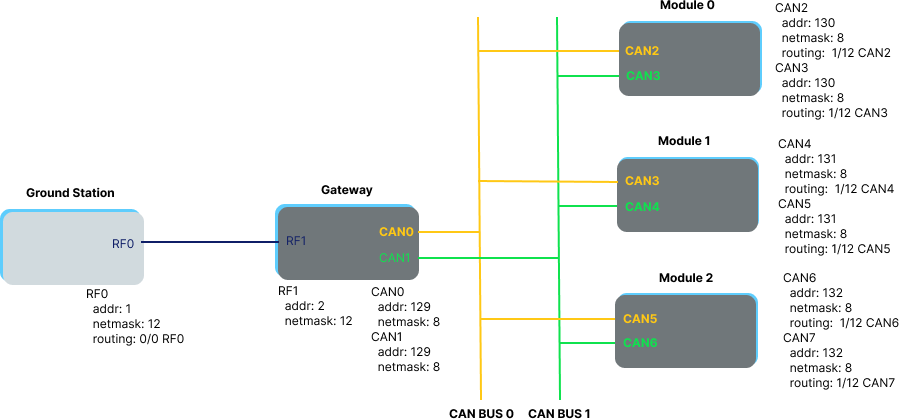 Module 0
CAN2
CAN3
CAN2
addr: 130
netmask: 8
routing: 1/12 CAN2
CAN3
addr: 130
netmask: 8
routing: 1/12 CAN3
Module 1
CAN3
CAN4
CAN4
addr: 131
netmask: 8
routing: 1/12 CAN4
CAN5
addr: 131
netmask: 8
routing: 1/12 CAN5
Ground Station
RF0
RF0
addr: 1
netmask: 12
routing: 0/0 RF0
Gateway
RF1
CAN0
CAN1
RF1
addr: 2
netmask: 12
CAN0
addr: 129
netmask: 8
CAN1
addr: 129
netmask: 8
Module 2
CAN5
CAN6
CAN6
addr: 132
netmask: 8
routing: 1/12 CAN6
CAN7
addr: 132
netmask: 8
routing: 1/12 CAN7
CAN BUS 0
CAN BUS 1